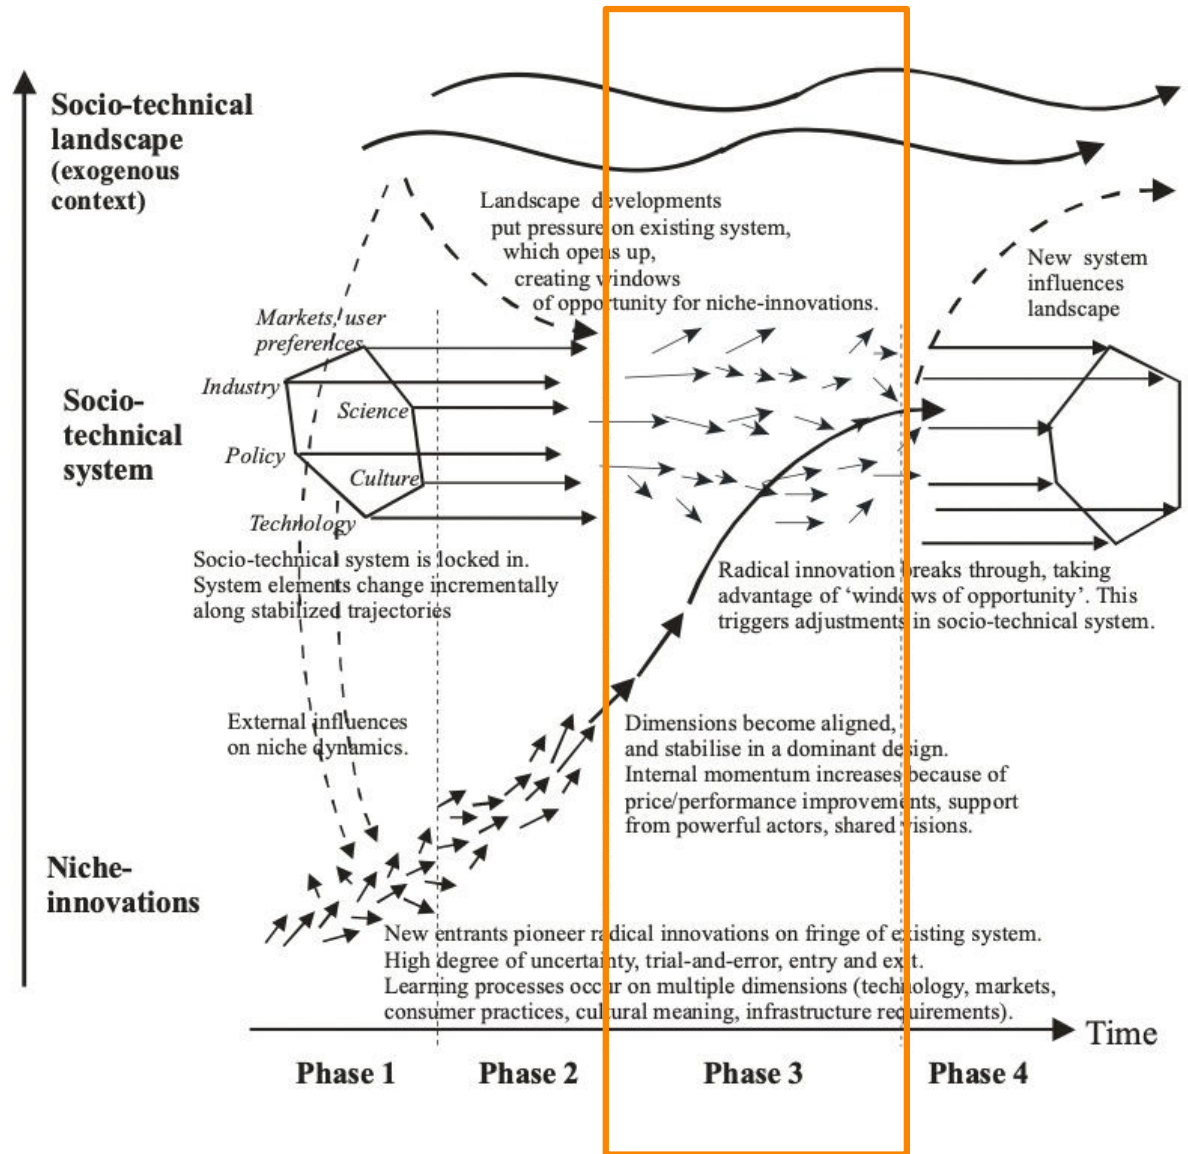 Socio-technical
landscape
(exogenous
context)
Landscape developments
put pressure on existing system,
which opens up,
creating windows
of opportunity for niche-innovations.
New system
influences
landscape
Markets, user
preferences
Industry
Science
Policy
Culture
Technology
Socio-
technical
system
Socio-technical system is locked in.
System elements change incrementally
along stabilized trajectories
Radical innovation breaks through, taking
advantage of ‘windows of opportunity’. This
triggers adjustments in socio-technical system.
External influences
on niche dynamics.
Dimensions become aligned,
and stabilise in a dominant design.
Internal momentum increases because of
price/performance improvements, support
from powerful actors, shared visions.
Niche-
innovations
New entrants pioneer radical innovations on fringe of existing system.
High degree of uncertainty, trial-and-error, entry and exit.
Learning processes occur on multiple dimensions (technology, markets,
consumer practices, cultural meaning, infrastructure requirements).
Time
Phase 1
Phase 2
Phase 3
Phase 4